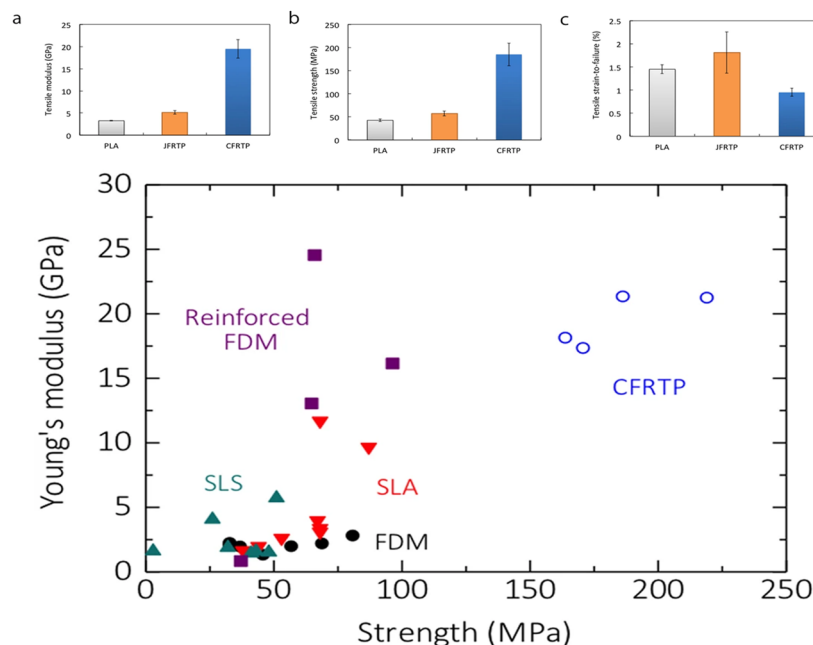 a
Tensile modulus (GPa)
25
20
15
10
5
0
PLA JFRTP CFRTP
b
Tensile strength (MPa)
250
200
150
100
50
0
PLA JFRTP CFRTP
c
Tensile strain-to-failure (%)
2.5
2
1.5
1
0.5
0
PLA JFRTP CFRTP
Young's modulus (GPa)
30
25
20
15
10
5
0
Reinforced
FDM
CFRTP
SLS
SLA
FDM
0 50 100 150 200 250
Strength (MPa)